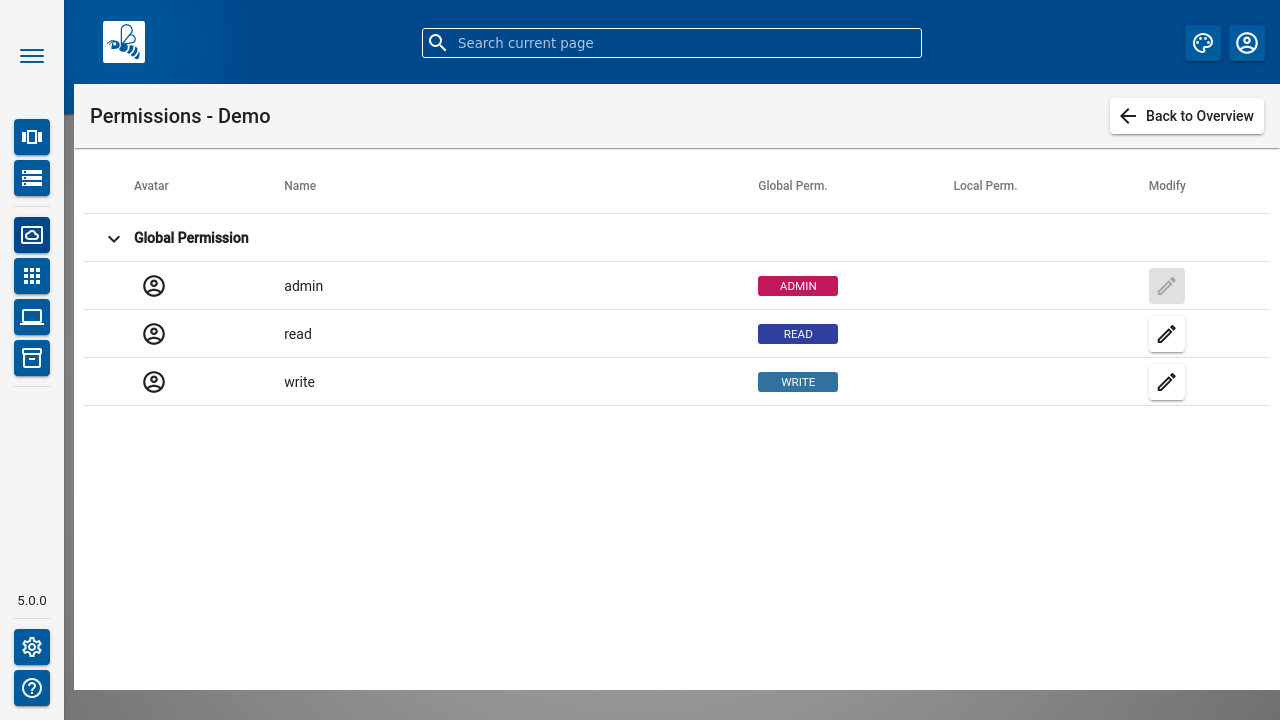 Search current page
Permissions - Demo
Back to Overview
Avatar Name Global Perm. Local Perm. Modify
Global Permission
admin ADMIN
read READ
write WRITE
5.0.0